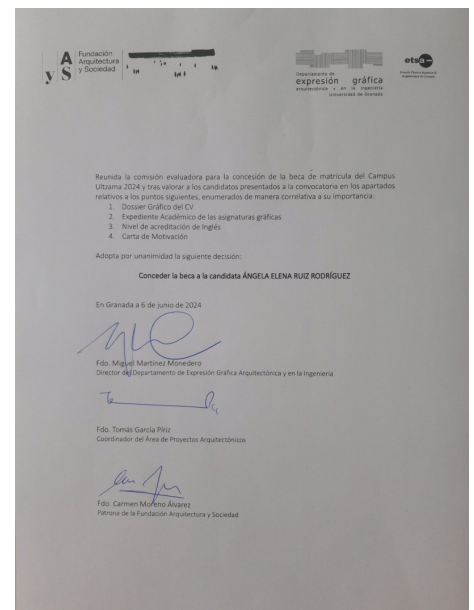 A
y S
Fundación
Arquitectura
y Sociedad
Departamento de
expresión gráfica
arquitectónica y en la ingeniería
Universidad de Granada
etsa
Reunida la comisión evaluadora para la concesión de la beca de matrícula del Campus
Ultzama 2024 y tras valorar a los candidatos presentados a la convocatoria en los apartados
relativos a los puntos siguientes, enumerados de manera correlativa a su importancia:
1. Dossier Gráfico del CV
2. Expediente Académico de las asignaturas gráficas
3. Nivel de acreditación de Inglés
4. Carta de Motivación
Adopta por unanimidad la siguiente decisión:
Conceder la beca a la candidata ÁNGELA ELENA RUIZ RODRÍGUEZ
En Granada a 6 de junio de 2024
Fdo. Miguel Martínez Monedero
Director del Departamento de Expresión Gráfica Arquitectónica y en la Ingeniería
Fdo. Tomás García Píriz
Coordinador del Área de Proyectos Arquitectónicos
Fdo. Carmen Moreno Álvarez
Patrona de la Fundación Arquitectura y Sociedad